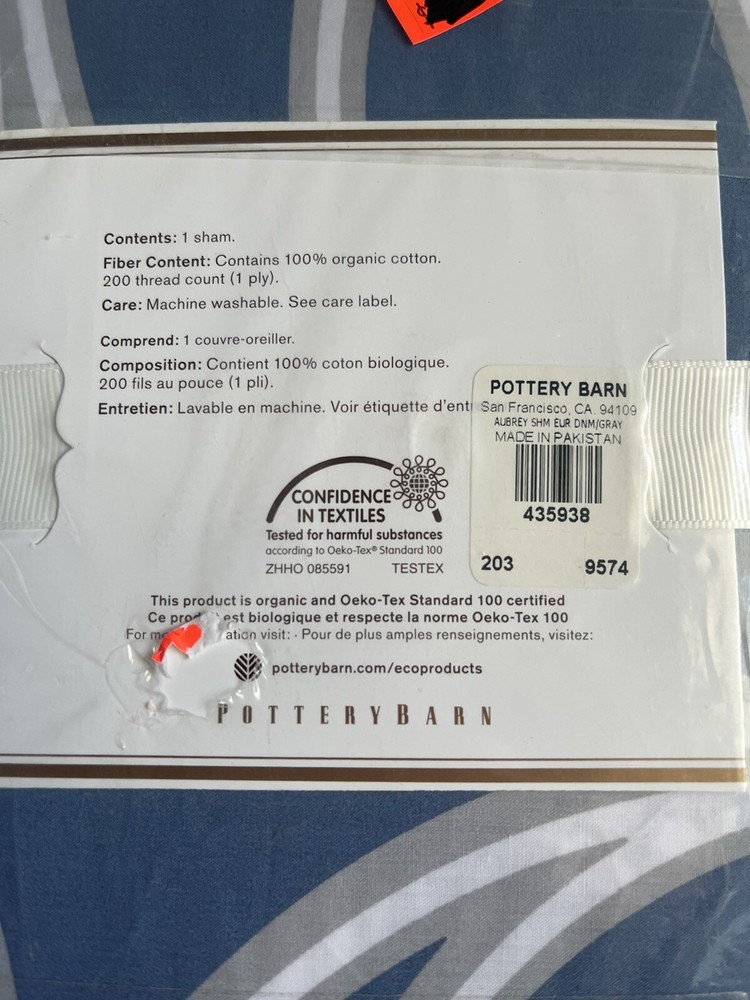 Contents: 1 sham.
Fiber Content: Contains 100% organic cotton.
200 thread count (1 ply).
Care: Machine washable. See care label.
Comprend: 1 couvre-oreiller.
Composition: Contient 100% coton biologique.
200 fils au pouce (1 pli).
Entretien: Lavable en machine. Voir étiquette d'entr
POTTERY BARN
San Francisco, CA. 94109
AUBREY SHM EUR DNM/GRAY
MADE IN PAKISTAN
435938
203 9574
CONFIDENCE
IN TEXTILES
Tested for harmful substances
according to Oeko-Tex® Standard 100
ZHHO 085591 TESTEX
This product is organic and Oeko-Tex Standard 100 certified
Ce est biologique et respecte la norme Oeko-Tex 100
For visit: · Pour de plus amples renseignements, visitez:
potterybarn.com/ecoproducts
POTTERYBARN